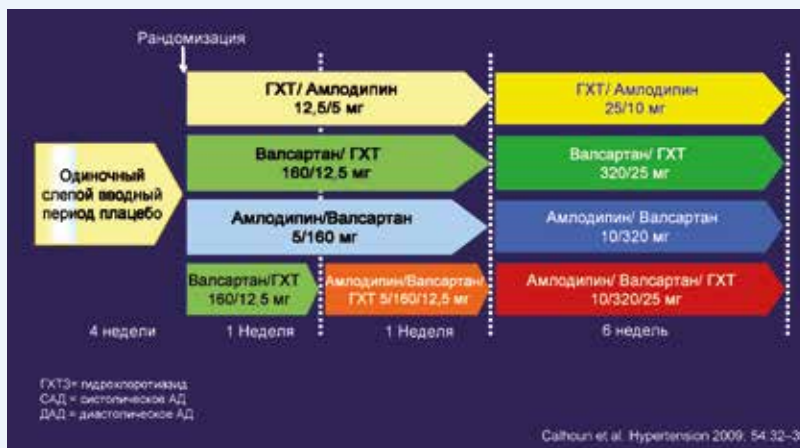 Рандомизация
ГХТ/ Амлодипин
12,5/5 мг
ГХТ/ Амлодипин
25/10 мг
Валсартан/ ГХТ
160/12,5 мг
Валсартан/ ГХТ
320/25 мг
Одиночный
слепой вводный
период плацебо
Амлодипин/Валсартан
5/160 мг
Амлодипин/ Валсартан
10/320 мг
Валсартан/ГХТ
160/12,5 мг
Амлодипин/Валсартан/
ГХТ 5/160/12,5 мг
Амлодипин/ Валсартан/ ГХТ
10/320/25 мг
4 недели
1 Неделя
1 Неделя
6 недель
ГХТЗ= гидрохлоротиазид
САД = систолическое АД
ДАД = диастолическое АД
Calhoun et al. Hypertension 2009; 54:32–3